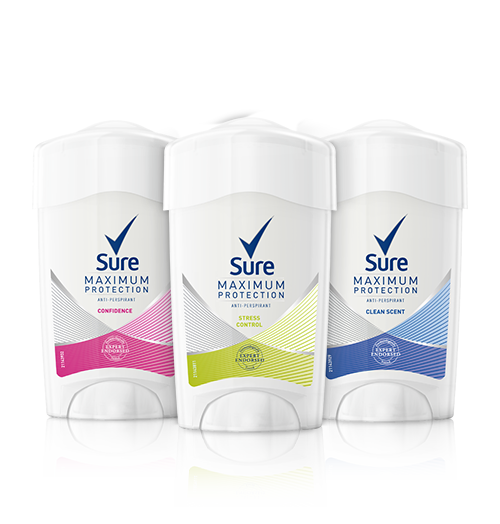 Sure
MAXIMUM
PROTECTION
ANTI-PERSPIRANT
CONFIDENCE
EXPERT
ENDORSED
Sure
MAXIMUM
PROTECTION
ANTI-PERSPIRANT
STRESS
CONTROL
EXPERT
ENDORSED
Sure
MAXIMUM
PROTECTION
ANTI-PERSPIRANT
CLEAN SCENT
EXPERT
ENDORSED